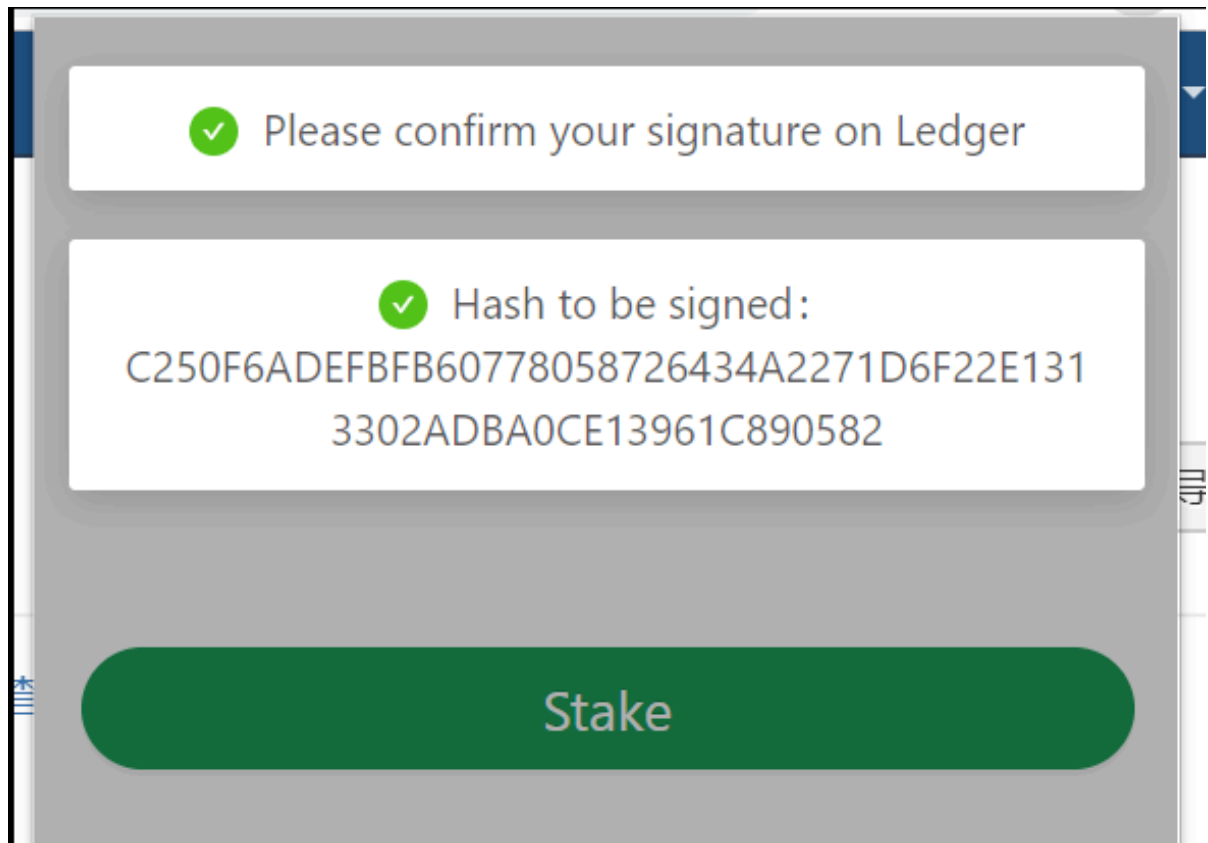 Please confirm your signature on Ledger
Hash to be signed:
C250F6ADEFBFB60778058726434A2271D6F22E131
3302ADBA0CE13961C890582
Stake